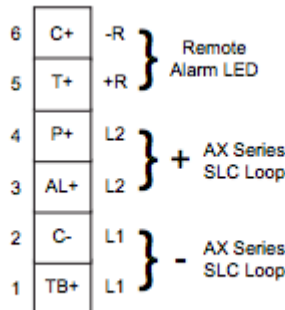 6 C+ -R
Remote
Alarm LED
5 T+ +R
4 P+ L2
+ AX Series
SLC Loop
3 AL+ L2
2 C- L1
- AX Series
SLC Loop
1 TB+ L1